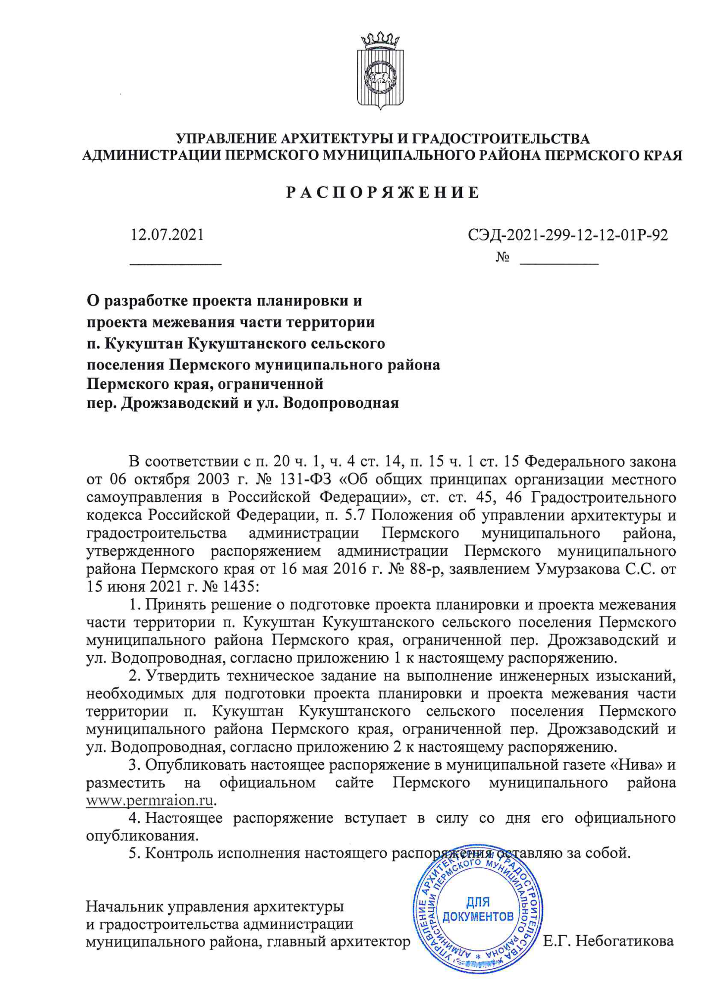 УПРАВЛЕНИЕ АРХИТЕКТУРЫ И ГРАДОСТРОИТЕЛЬСТВА
АДМИНИСТРАЦИИ ПЕРМСКОГО МУНИЦИПАЛЬНОГО РАЙОНА ПЕРМСКОГО КРАЯ
Р А С П О Р Я Ж Е Н И Е
12.07.2021 СЭД-2021-299-12-12-01Р-92
№
О разработке проекта планировки и
проекта межевания части территории
п. Кукуштан Кукуштанского сельского
поселения Пермского муниципального района
Пермского края, ограниченной
пер. Дрожзаводский и ул. Водопроводная
В соответствии с п. 20 ч. 1, ч. 4 ст. 14, п. 15 ч. 1 ст. 15 Федерального закона
от 06 октября 2003 г. № 131-ФЗ «Об общих принципах организации местного
самоуправления в Российской Федерации», ст. ст. 45, 46 Градостроительного
кодекса Российской Федерации, п. 5.7 Положения об управлении архитектуры и
градостроительства администрации Пермского муниципального района,
утвержденного распоряжением администрации Пермского муниципального
района Пермского края от 16 мая 2016 г. № 88-р, заявлением Умурзакова С.С. от
15 июня 2021 г. № 1435:
1. Принять решение о подготовке проекта планировки и проекта межевания
части территории п. Кукуштан Кукуштанского сельского поселения Пермского
муниципального района Пермского края, ограниченной пер. Дрожзаводский и
ул. Водопроводная, согласно приложению 1 к настоящему распоряжению.
2. Утвердить техническое задание на выполнение инженерных изысканий,
необходимых для подготовки проекта планировки и проекта межевания части
территории п. Кукуштан Кукуштанского сельского поселения Пермского
муниципального района Пермского края, ограниченной пер. Дрожзаводский и
ул. Водопроводная, согласно приложению 2 к настоящему распоряжению.
3. Опубликовать настоящее распоряжение в муниципальной газете «Нива» и
разместить на официальном сайте Пермского муниципального района
www.permraion.ru.
4. Настоящее распоряжение вступает в силу со дня его официального
опубликования.
5. Контроль исполнения настоящего распоряжения оставляю за собой.
Начальник управления архитектуры
и градостроительства администрации
муниципального района, главный архитектор Е.Г. Небогатикова
УПРАВЛЕНИЕ АРХИТЕКТУРЫ И ГРАДОСТРОИТЕЛЬСТВА
АДМИНИСТРАЦИИ ПЕРМСКОГО МУНИЦИПАЛЬНОГО РАЙОНА *
ДЛЯ
ДОКУМЕНТОВ